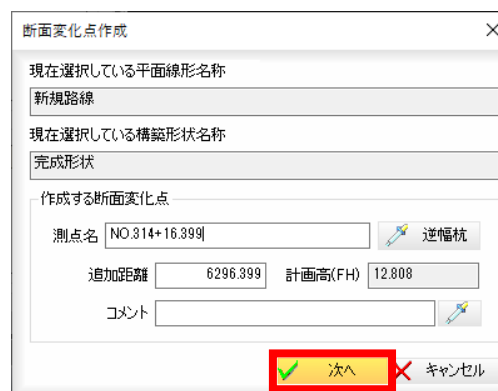 断面変化点作成
現在選択している平面線形名称
新規路線
現在選択している構築形状名称
完成形状
作成する断面変化点
測点名 NO.314+16.399 逆幅杭
追加距離 6296.399 計画高(FH) 12.808
コメント
次へ キャンセル